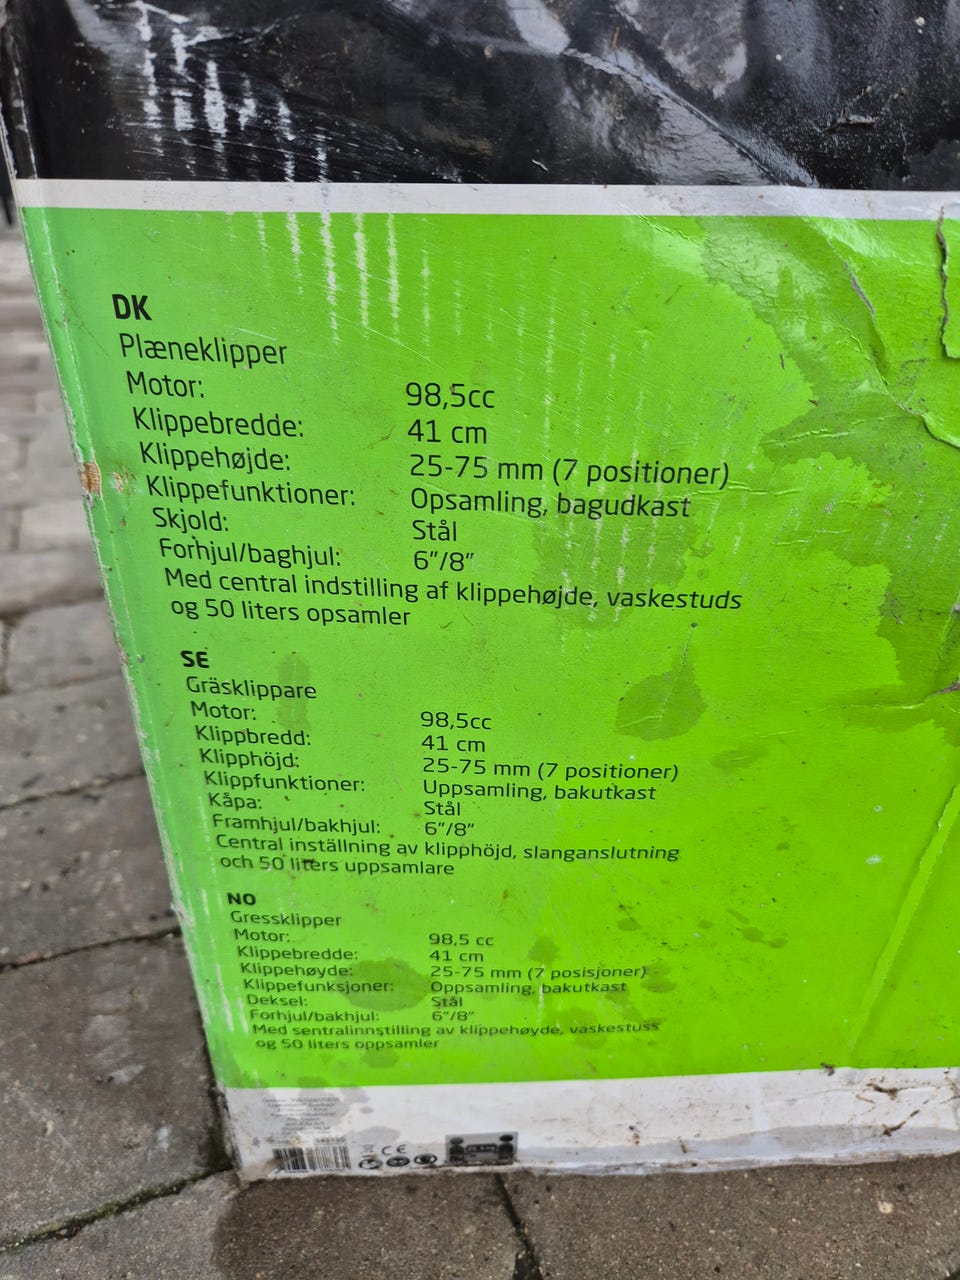 DK
Plæneklipper
Motor: 98,5cc
Klippebredde: 41 cm
Klippehøjde: 25-75 mm (7 positioner)
Klippefunktioner: Opsamling, bagudkast
Skjold: Stål
Forhjul/baghjul: 6”/8”
Med central indstilling af klippehøjde, vaskestuds
og 50 liters opsamler
SE
Gräsklippare
Motor: 98,5cc
Klippbredd: 41 cm
Klipphöjd: 25-75 mm (7 positioner)
Klippfunktioner: Uppsamling, bakutkast
Kåpa: Stål
Framhjul/bakhjul: 6”/8”
Central inställning av klipphöjd, slanganslutning
och 50 liters uppsamlare
NO
Gressklipper
Motor: 98,5 cc
Klippebredde: 41 cm
Klippehøyde: 25-75 mm (7 posisjoner)
Klippefunksjoner: Oppsamling, bakutkast
Deksel: Stål
Forhjul/bakhjul: 6”/8”
Med sentralinnstilling av klippehøyde, vaskestuss
og 50 liters oppsamler
CE